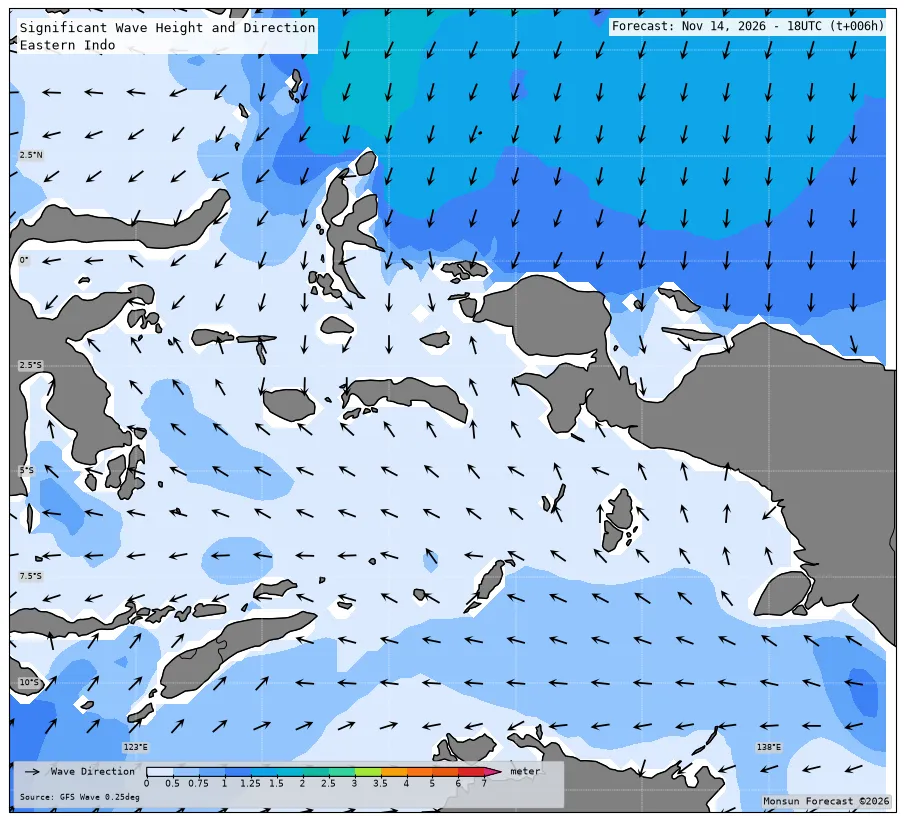 Significant Wave Height and Direction
Eastern Indo
Forecast: Nov 14, 2026 - 18UTC (t+006h)
2.5°N
0°
2.5°S
5°S
7.5°S
10°S
123°E
138°E
Wave Direction
0 0.5 0.75 1 1.25 1.5 2 2.5 3 3.5 4 5 6 7
meter
Source: GFS Wave 0.25deg
Monsun Forecast ©2026